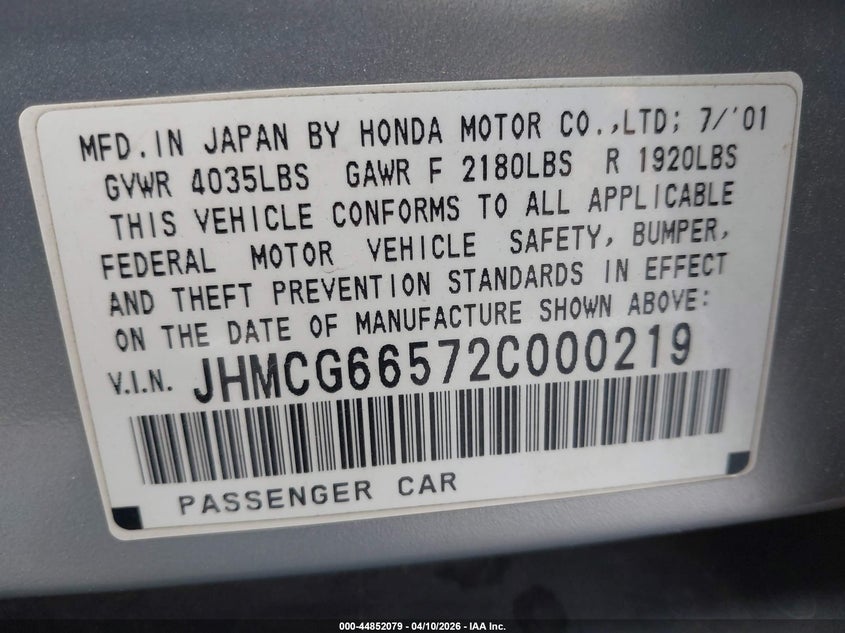 MFD.IN JAPAN BY HONDA MOTOR CO.,LTD; 7/'01
GVWR 4035LBS GAWR F 2180LBS R 1920LBS
THIS VEHICLE CONFORMS TO ALL APPLICABLE
FEDERAL MOTOR VEHICLE SAFETY, BUMPER,
AND THEFT PREVENTION STANDARDS IN EFFECT
ON THE DATE OF MANUFACTURE SHOWN ABOVE:
V.I.N. JHMCG66572C000219
PASSENGER CAR
000-44852079 — 04/10/2026 — IAA Inc.